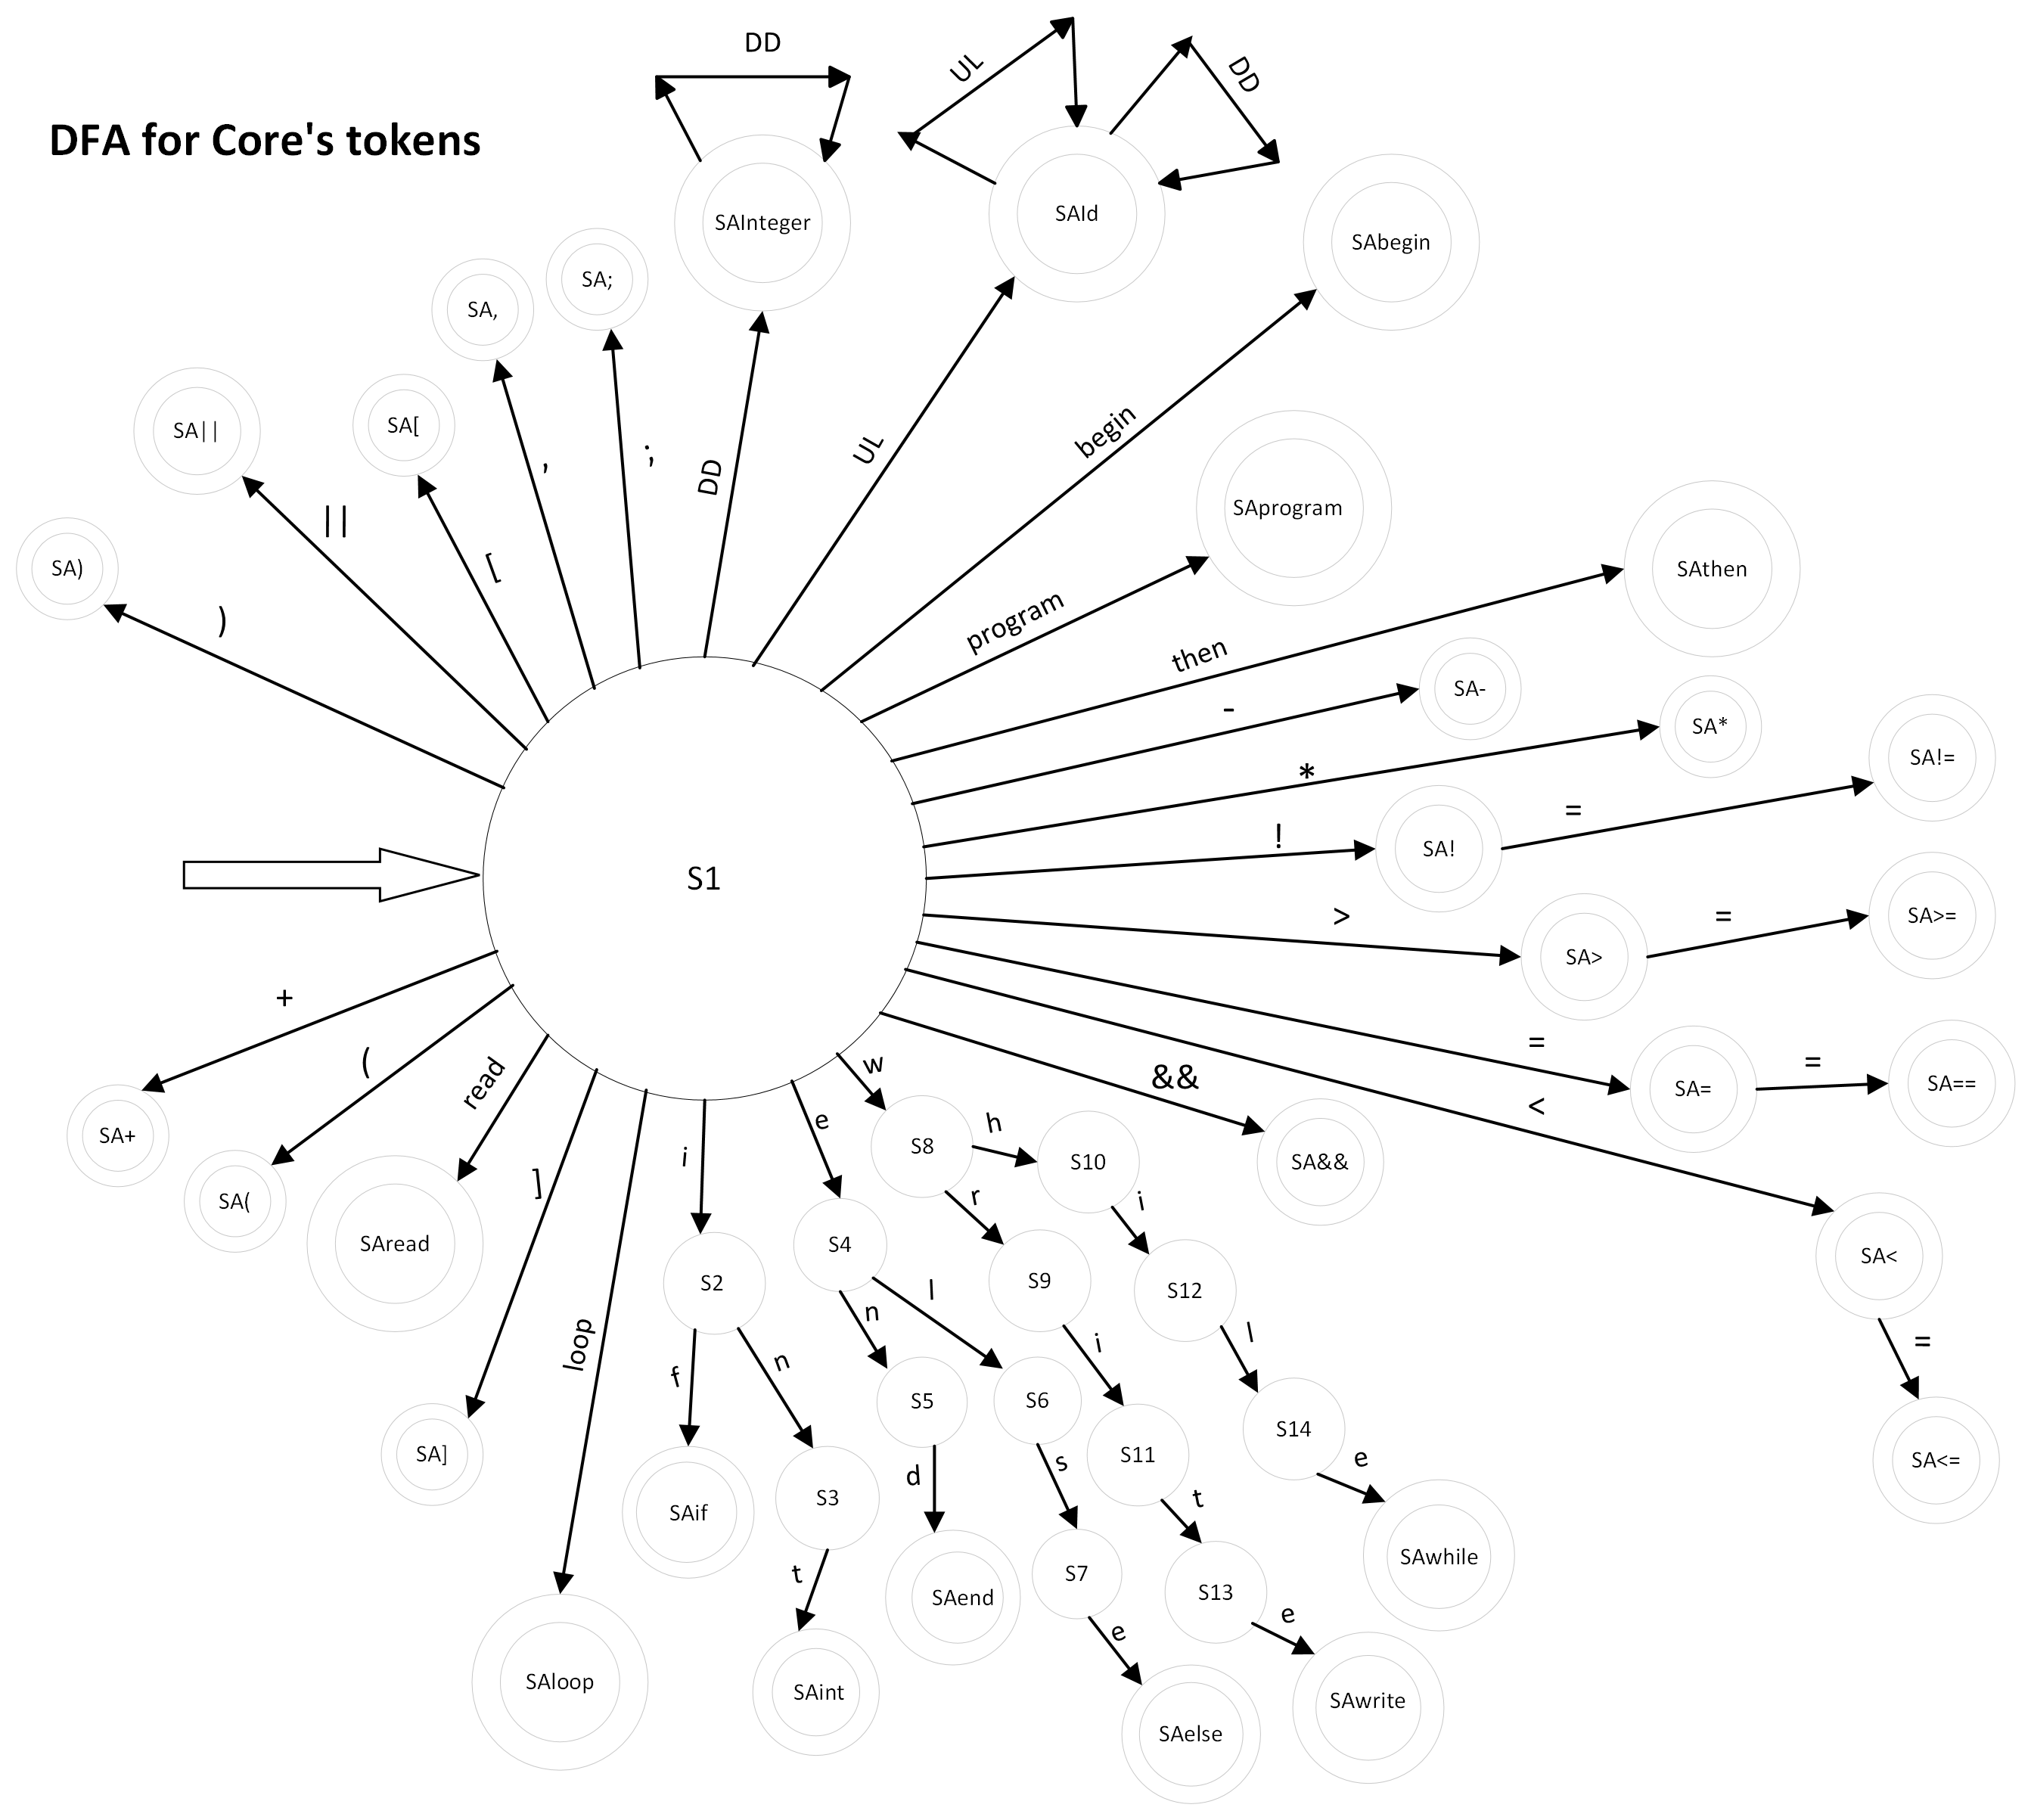 DFA for Core's tokens
DD
UL
DD
SAInteger
SAId
SAbegin
SA;
SA,
SA[
SA||
SA)
)
||
[
,
;
DD
UL
begin
program
SAprogram
then
SAthen
-
SA-
*
SA*
!
SA!
=
SA!=
S1
>
SA>
=
SA>=
=
SA=
=
SA==
<
SA<
=
SA<=
&&
SA&&
+
SA+
(
SA(
read
SAread
]
SA]
loop
SAloop
i
S2
f
SAif
n
S3
t
SAint
e
S4
n
S5
d
SAend
l
S6
s
S7
e
SAelse
w
S8
r
S9
i
S11
t
S13
e
SAwrite
h
S10
i
S12
l
S14
e
SAwhile